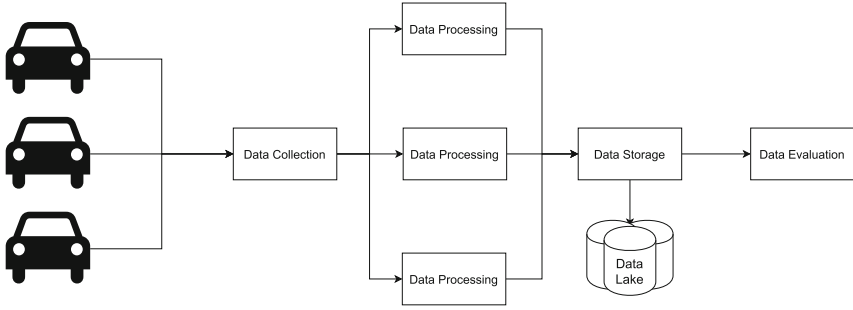 Data Processing
Data Collection
Data Processing
Data Storage
Data Evaluation
Data Processing
Data
Lake